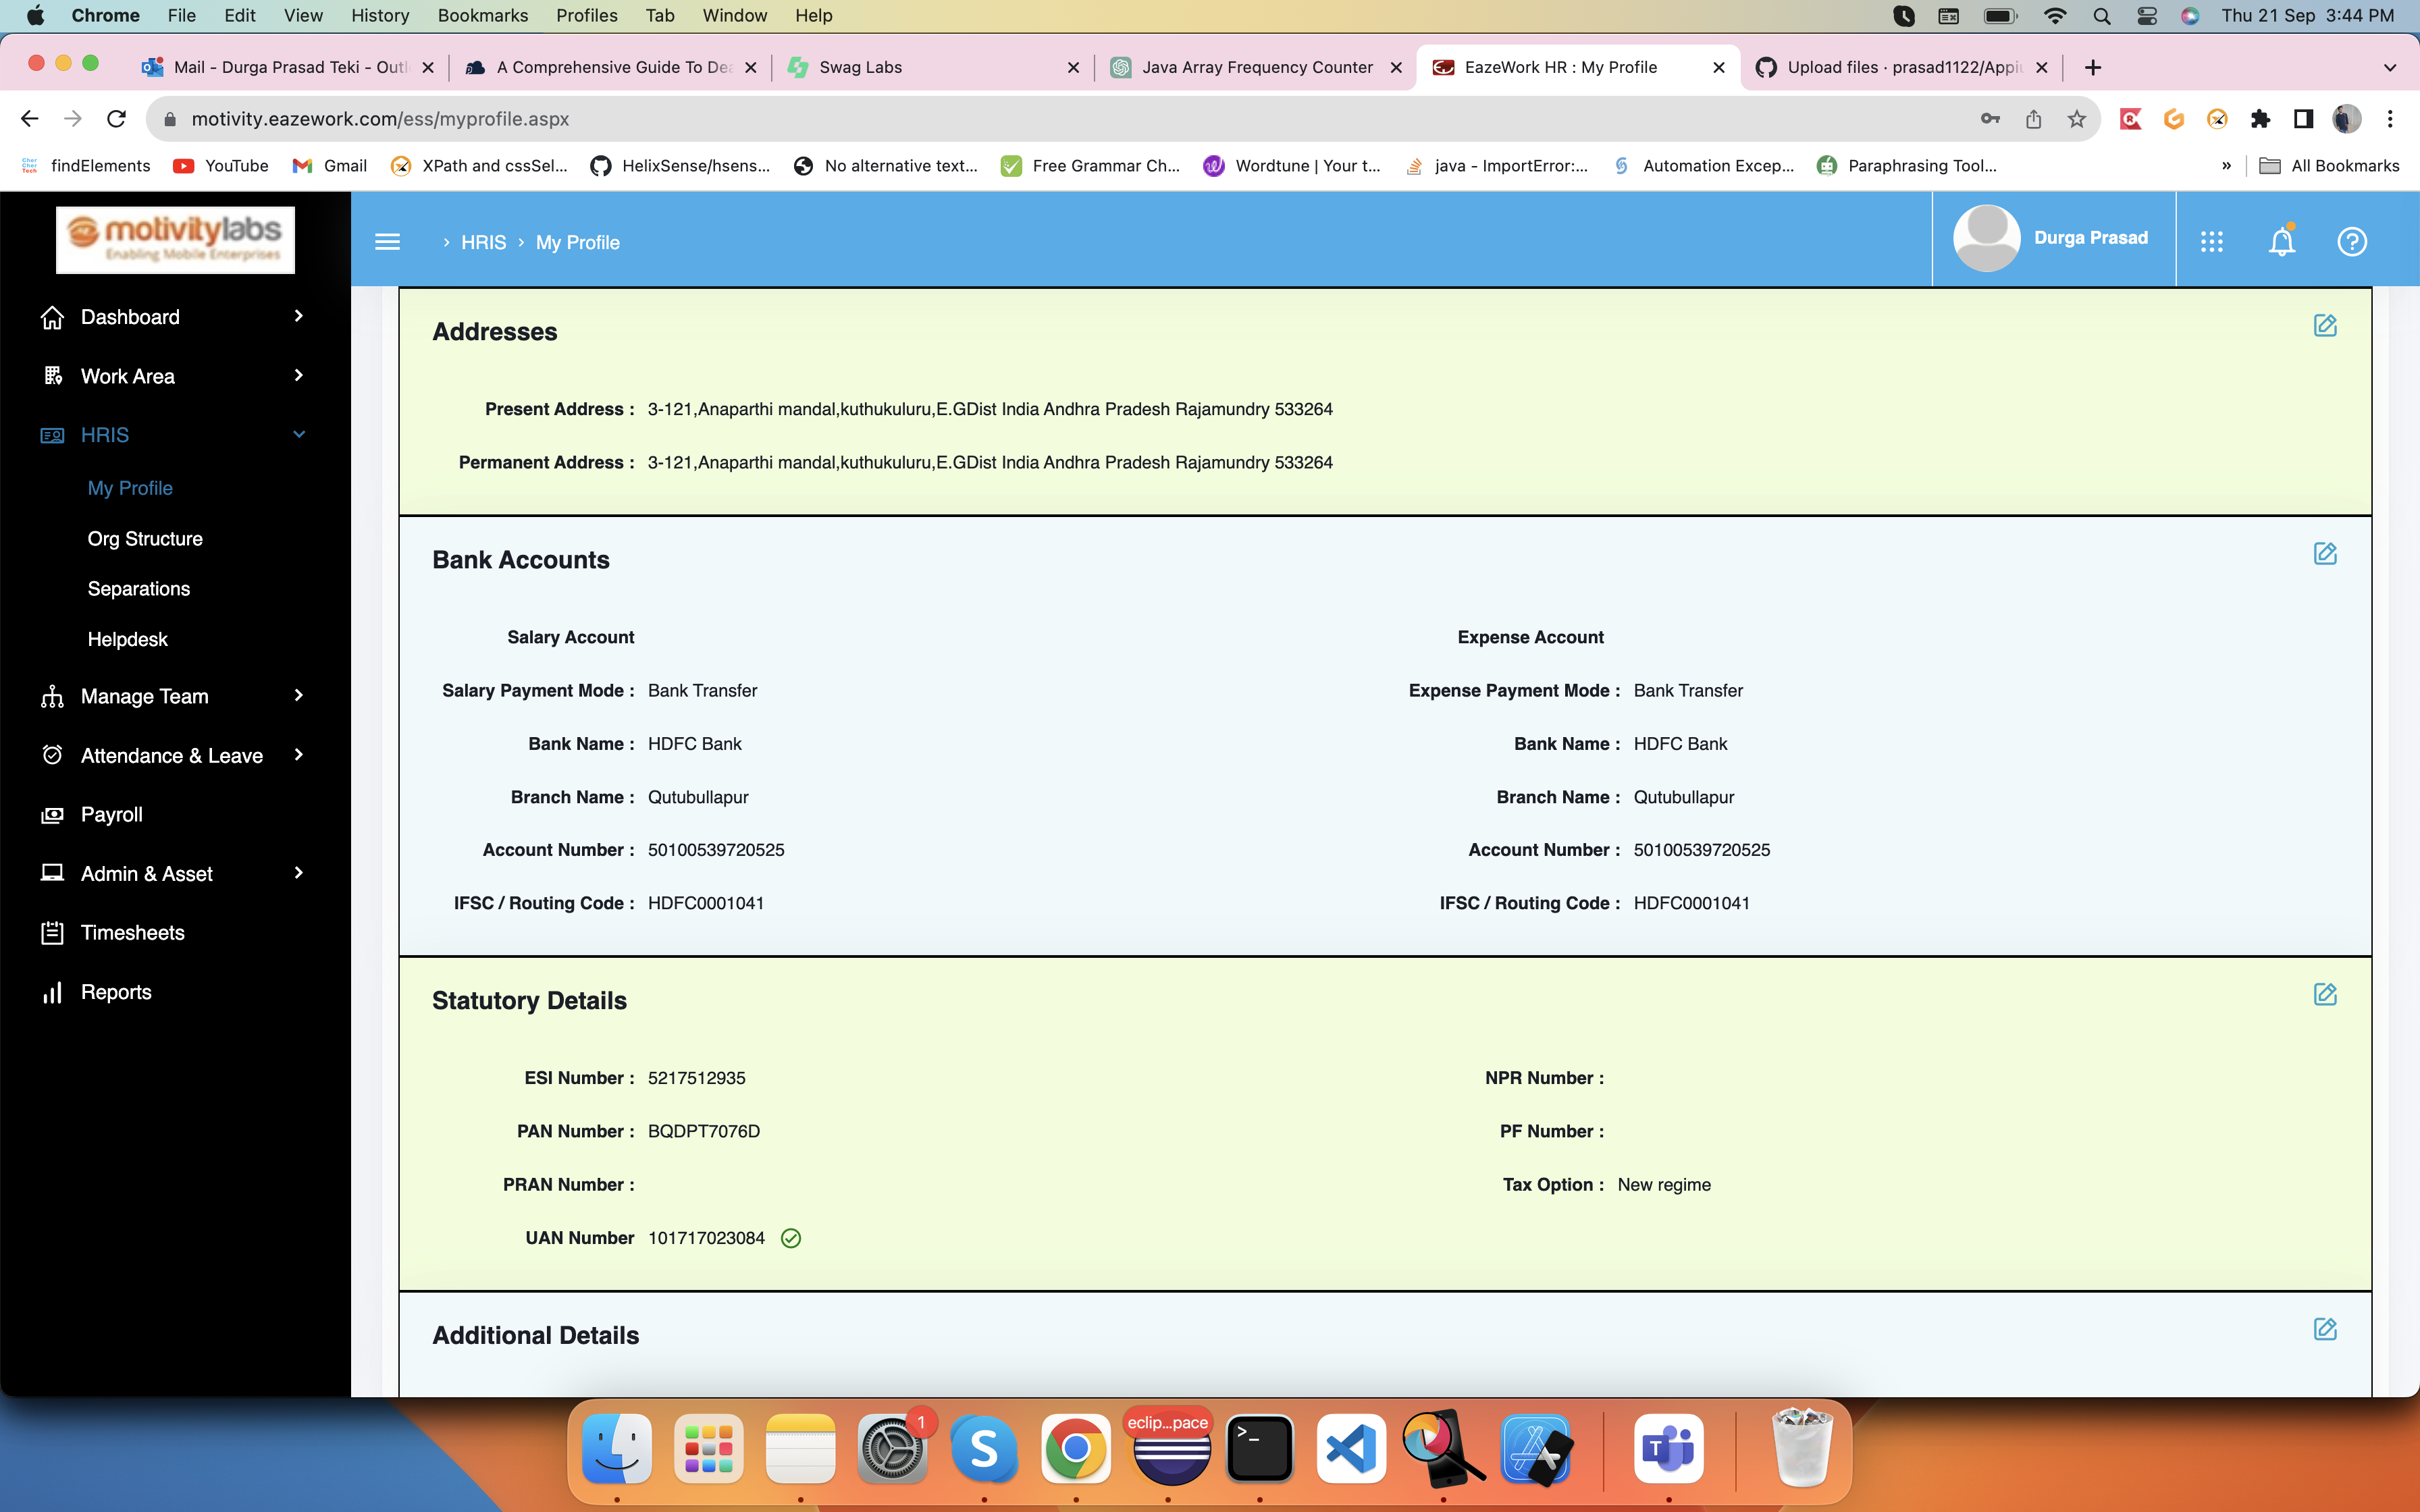 Chrome File Edit View History Bookmarks Profiles Tab Window Help Thu 21 Sep 3:44 PM
Mail - Durga Prasad Teki - Outl A Comprehensive Guide To Dea Swag Labs Java Array Frequency Counter EazeWork HR : My Profile Upload files · prasad1122/Appiu
motivity.eazework.com/ess/myprofile.aspx
findElements YouTube Gmail XPath and cssSel... HelixSense/hsens... No alternative text... Free Grammar Ch... Wordtune | Your t... java - ImportError:... Automation Excep... Paraphrasing Tool... » All Bookmarks
motivitylabs
Enabling Mobile Enterprises
› HRIS › My Profile
Durga Prasad
Dashboard
Work Area
HRIS
My Profile
Org Structure
Separations
Helpdesk
Manage Team
Attendance & Leave
Payroll
Admin & Asset
Timesheets
Reports
Addresses
Present Address : 3-121,Anaparthi mandal,kuthukuluru,E.GDist India Andhra Pradesh Rajamundry 533264
Permanent Address : 3-121,Anaparthi mandal,kuthukuluru,E.GDist India Andhra Pradesh Rajamundry 533264
Bank Accounts
Salary Account Expense Account
Salary Payment Mode : Bank Transfer Expense Payment Mode : Bank Transfer
Bank Name : HDFC Bank Bank Name : HDFC Bank
Branch Name : Qutubullapur Branch Name : Qutubullapur
Account Number : 50100539720525 Account Number : 50100539720525
IFSC / Routing Code : HDFC0001041 IFSC / Routing Code : HDFC0001041
Statutory Details
ESI Number : 5217512935 NPR Number :
PAN Number : BQDPT7076D PF Number :
PRAN Number : Tax Option : New regime
UAN Number 101717023084
Additional Details
1
eclip...pace